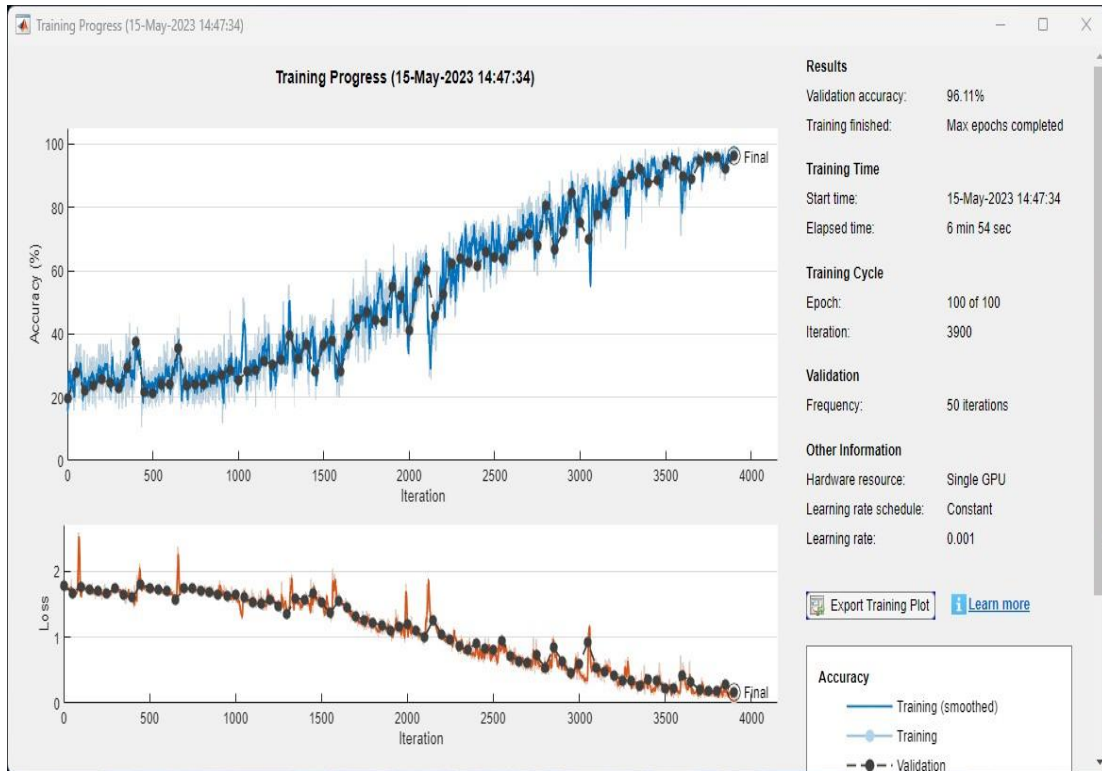 Training Progress (15-May-2023 14:47:34)
Training Progress (15-May-2023 14:47:34)
100
80
60
40
20
0
Accuracy (%)
Final
0 500 1000 1500 2000 2500 3000 3500 4000
Iteration
2
1
0
Loss
Final
0 500 1000 1500 2000 2500 3000 3500 4000
Iteration
Results
Validation accuracy: 96.11%
Training finished: Max epochs completed
Training Time
Start time: 15-May-2023 14:47:34
Elapsed time: 6 min 54 sec
Training Cycle
Epoch: 100 of 100
Iteration: 3900
Validation
Frequency: 50 iterations
Other Information
Hardware resource: Single GPU
Learning rate schedule: Constant
Learning rate: 0.001
Export Training Plot
i Learn more
Accuracy
Training (smoothed)
Training
Validation